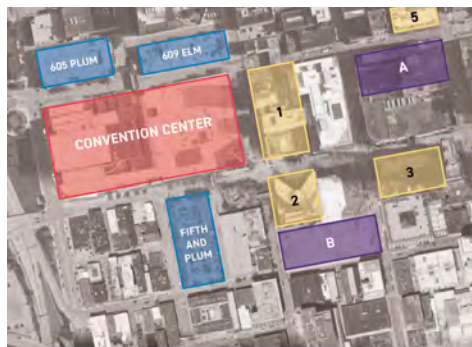 5
605 PLUM
609 ELM
A
1
CONVENTION CENTER
3
2
FIFTH
AND
PLUM
B